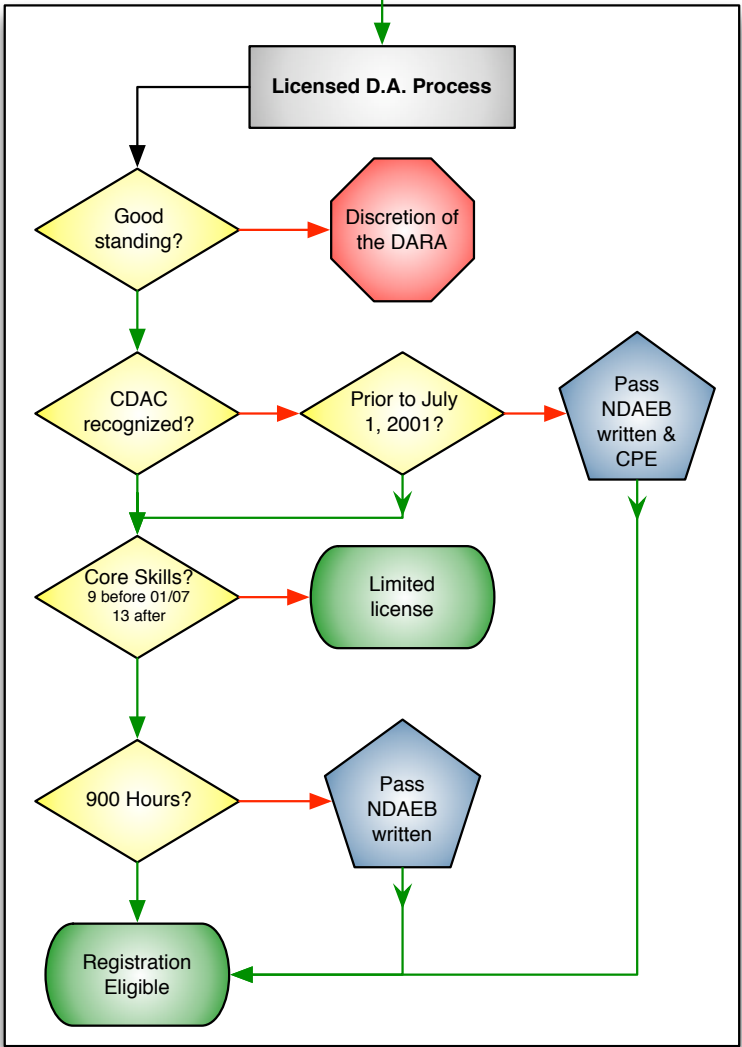 Licensed D.A. Process
Good
standing?
Discretion of
the DARA
CDAC
recognized?
Prior to July
1, 2001?
Pass
NDAEB
written &
CPE
Core Skills?
9 before 01/07
13 after
Limited
license
900 Hours?
Pass
NDAEB
written
Registration
Eligible